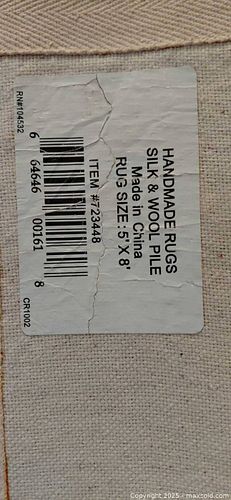 HANDMADE RUGS
SILK & WOOL PILE
Made in China
RUG SIZE: 5' X 8'
ITEM #723448
6 64646 00161 8
RN#104532
CR1002
Copyright 2025 - maxsold.com